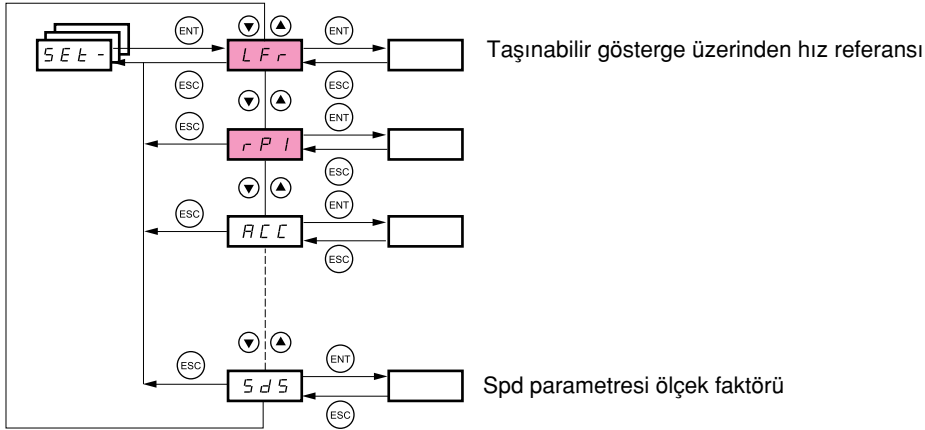 ENT
ENT
SEt-
LFr
Taşınabilir gösterge üzerinden hız referansı
ESC
ESC
ENT
ESC
rPI
ESC
ENT
ESC
ACC
ESC
ENT
ESC
SdS
Spd parametresi ölçek faktörü
ESC